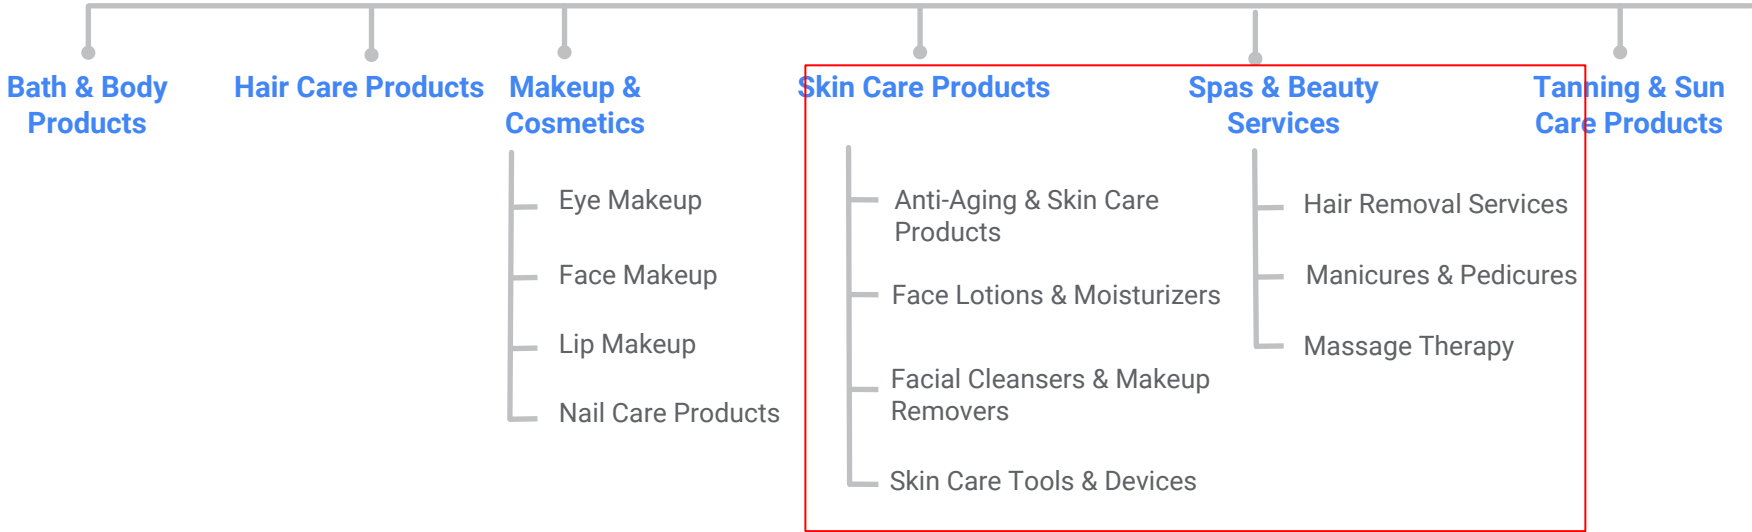 Bath & Body
Products
Hair Care Products
Makeup &
Cosmetics
Eye Makeup
Face Makeup
Lip Makeup
Nail Care Products
Skin Care Products
Anti-Aging & Skin Care
Products
Face Lotions & Moisturizers
Facial Cleansers & Makeup
Removers
Skin Care Tools & Devices
Spas & Beauty
Services
Hair Removal Services
Manicures & Pedicures
Massage Therapy
Tanning & Sun
Care Products